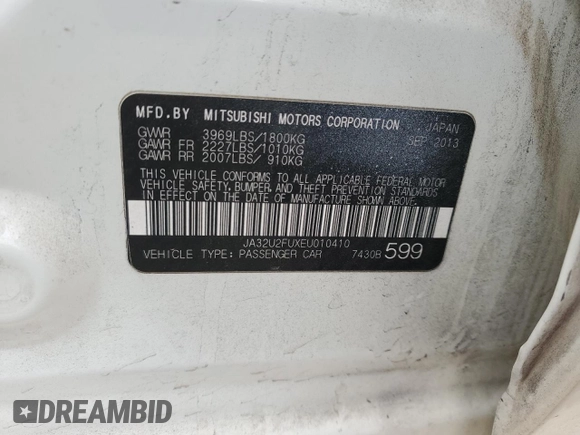 MFD.BY MITSUBISHI MOTORS CORPORATION JAPAN
GVWR 3969LBS/1800KG SEP 2013
GAWR FR 2227LBS/1010KG
GAWR RR 2007LBS/ 910KG
THIS VEHICLE CONFORMS TO ALL APPLICABLE FEDERAL MOTOR
VEHICLE SAFETY, BUMPER, AND THEFT PREVENTION STANDARDS
IN EFFECT ON THE DATE OF MANUFACTURE SHOWN ABOVE.
JA32U2FUXEU010410
VEHICLE TYPE: PASSENGER CAR 7430B 599
DREAMBID